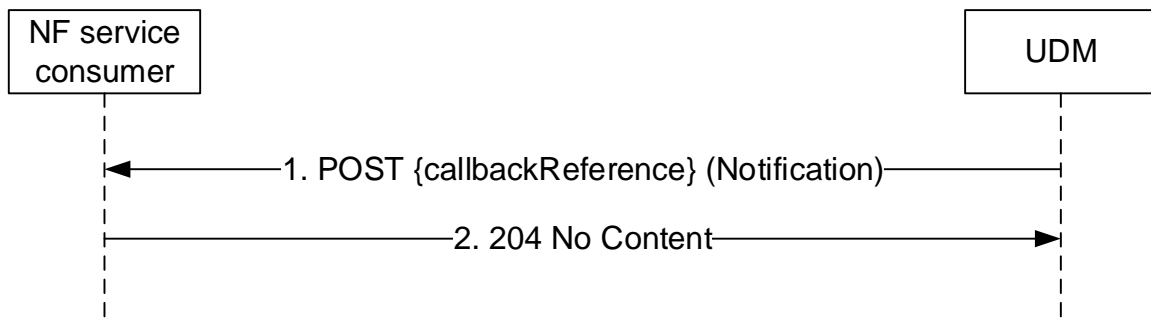 NF service
consumer
UDM
1. POST {callbackReference} (Notification)
2. 204 No Content